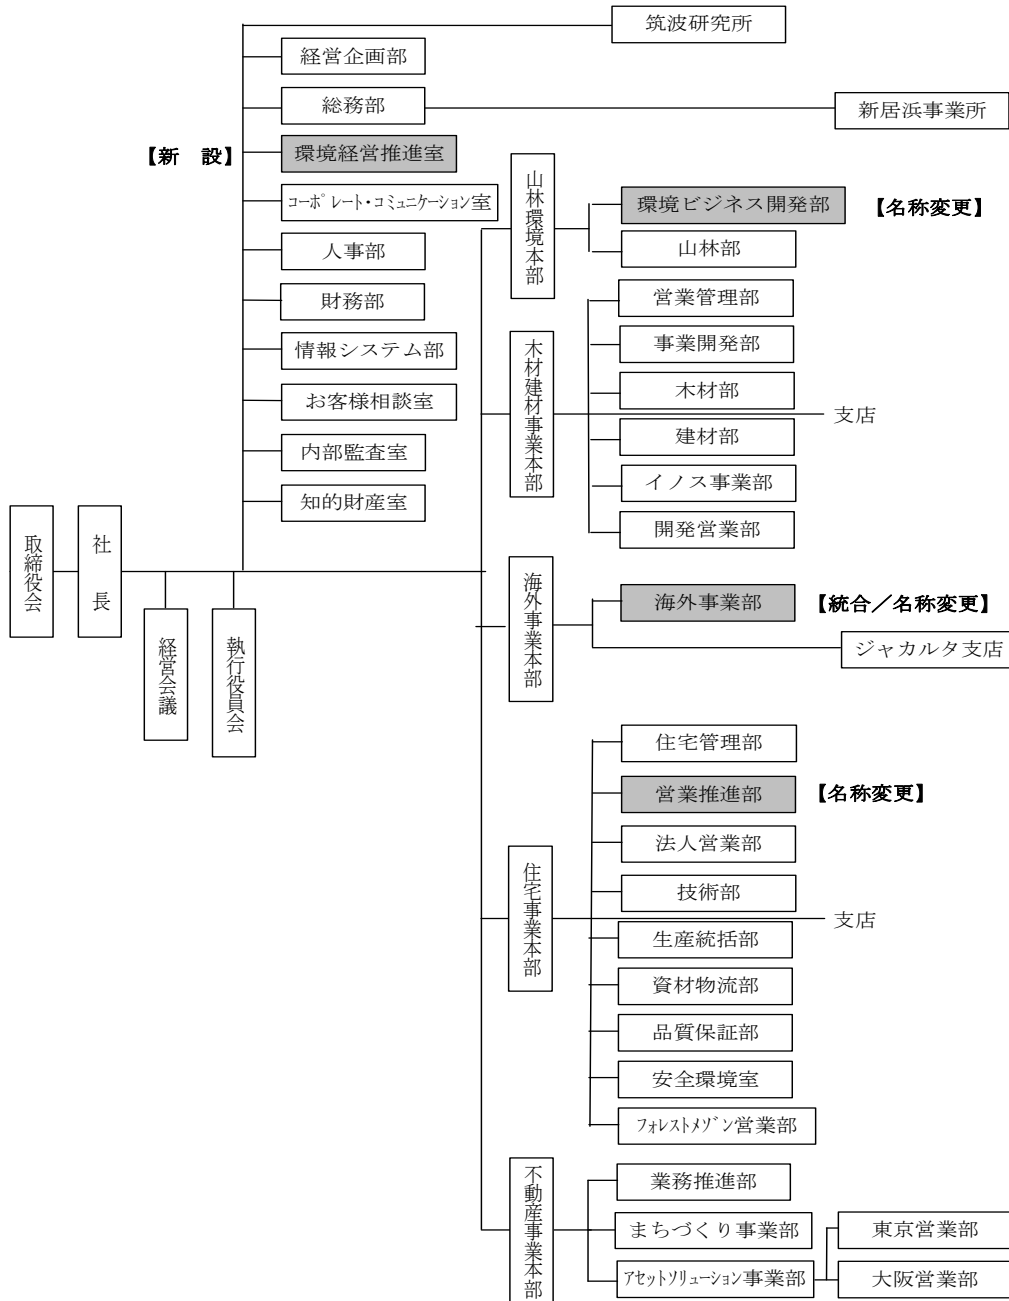 筑波研究所
経営企画部
総務部
新居浜事業所
【新　設】
環境経営推進室
コーポレート・コミュニケーション室
人事部
財務部
情報システム部
お客様相談室
内部監査室
知的財産室
取締役会
社　長
経営会議
執行役員会
山林環境本部
環境ビジネス開発部
【名称変更】
山林部
木材建材事業本部
営業管理部
事業開発部
木材部
支店
建材部
イノス事業部
開発営業部
海外事業本部
海外事業部
【統合／名称変更】
ジャカルタ支店
住宅事業本部
住宅管理部
営業推進部
【名称変更】
法人営業部
技術部
支店
生産統括部
資材物流部
品質保証部
安全環境室
フォレストメゾン営業部
不動産事業本部
業務推進部
まちづくり事業部
東京営業部
アセットソリューション事業部
大阪営業部